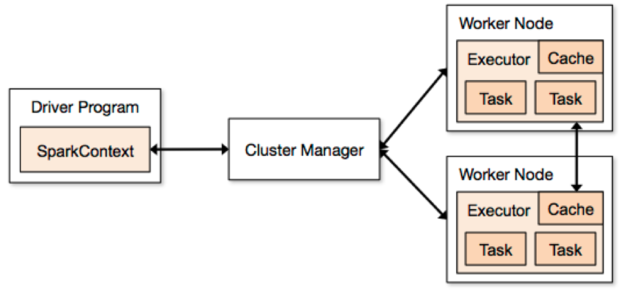 Driver Program
SparkContext
Cluster Manager
Worker Node
Executor
Cache
Task
Task
Worker Node
Executor
Cache
Task
Task